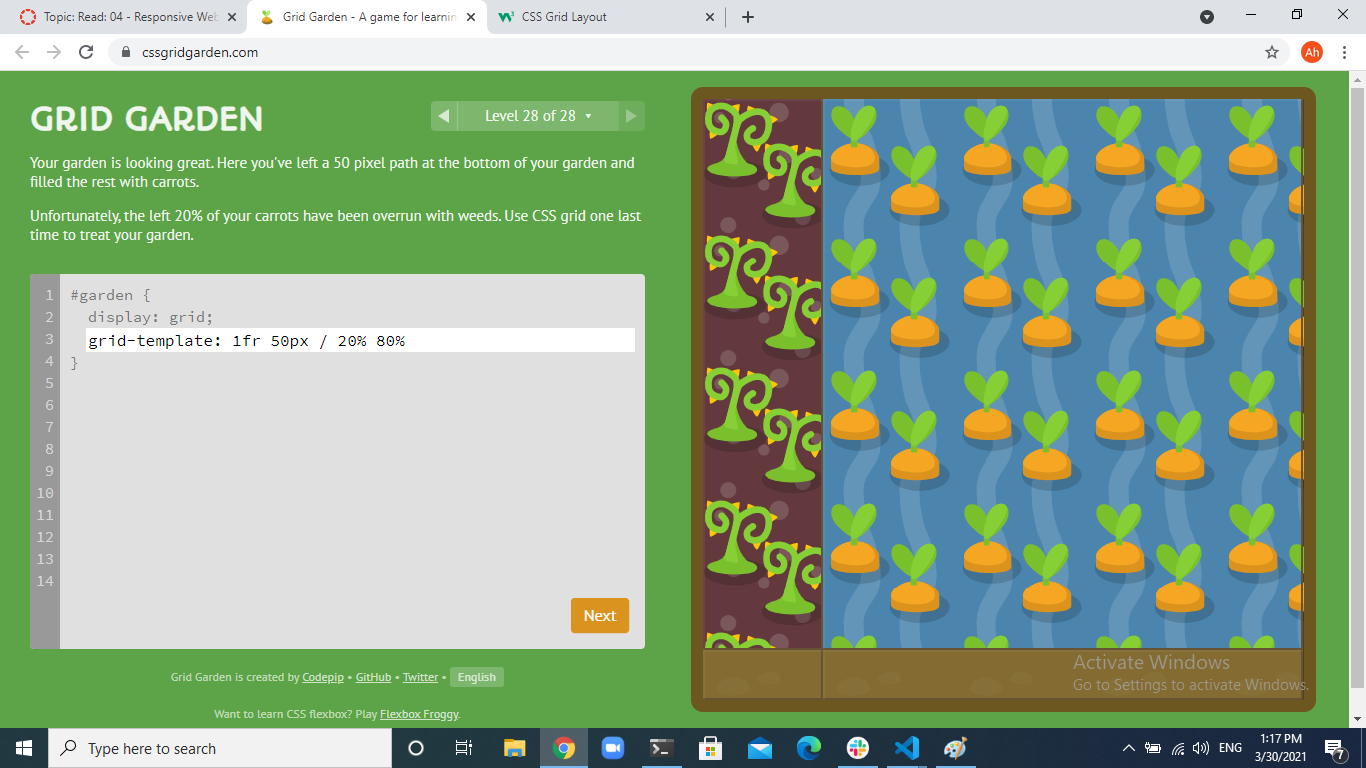 Topic: Read: 04 - Responsive Web
Grid Garden - A game for learnin
CSS Grid Layout
cssgridgarden.com
Ah
GRID GARDEN
Level 28 of 28
Your garden is looking great. Here you've left a 50 pixel path at the bottom of your garden and
filled the rest with carrots.
Unfortunately, the left 20% of your carrots have been overrun with weeds. Use CSS grid one last
time to treat your garden.
1 #garden {
2 display: grid;
3 grid-template: 1fr 50px / 20% 80%
4 }
5
6
7
8
9
10
11
12
13
14
Next
Grid Garden is created by Codepip • GitHub • Twitter • English
Want to learn CSS flexbox? Play Flexbox Froggy.
Activate Windows
Go to Settings to activate Windows.
Type here to search
ENG
1:17 PM
3/30/2021
7